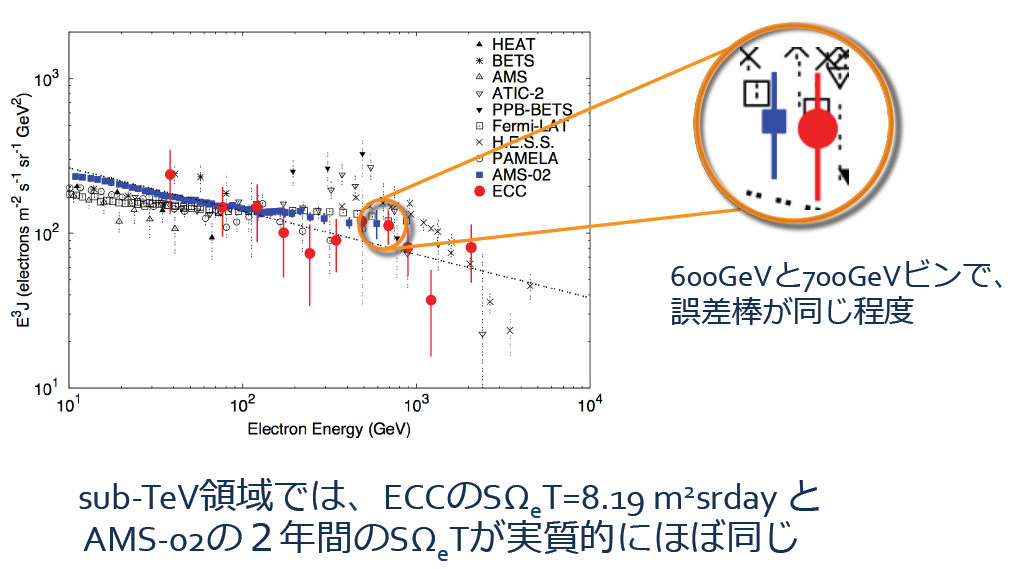 HEAT
BETS
AMS
ATIC-2
PPB-BETS
Fermi-LAT
H.E.S.S.
PAMELA
AMS-02
ECC
E³J (electrons m⁻² s⁻¹ sr⁻¹ GeV²)
10³
10²
10¹
10¹ 10² 10³ 10⁴
Electron Energy (GeV)
600GeVと700GeVビンで、
誤差棒が同じ程度
sub-TeV領域では、ECCのSΩₑT=8.19 m²srday と
AMS-02の２年間のSΩₑTが実質的にほぼ同じ